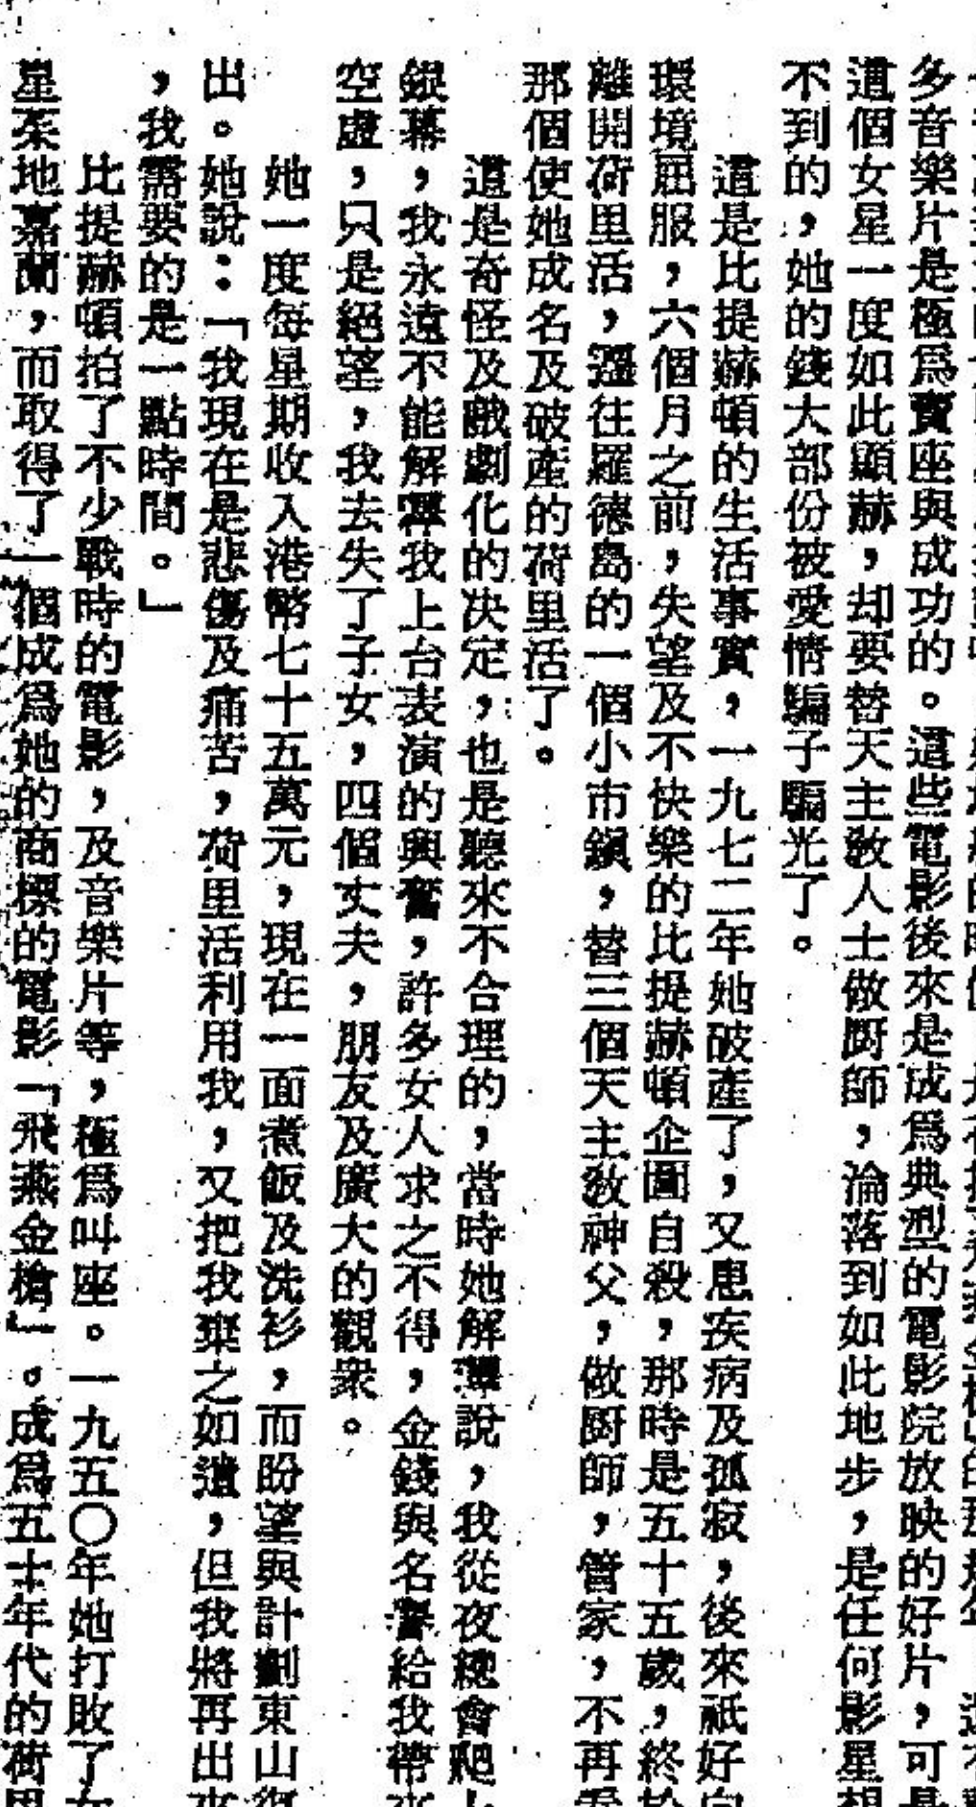 多音樂片是極爲賣座與成功的。這些電影後來是成爲典型的電影院放映的好片，可是
這個女星一度如此顯赫，却要替天主教人士做厨師，淪落到如此地步，是任何影星想
不到的，她的錢大部份被愛情騙子騙光了。
這是比提赫頓的生活事實，一九七二年她破產了，又患疾病及孤寂，後來祇好向
環境屈服，六個月之前，失望及不快樂的比提赫頓企圖自殺，那時是五十五歲，終於
離開荷里活，遷往羅德島的一個小市鎭，替三個天主教神父，做厨師，管家，不再
那個使她成名及破產的荷里活了。
這是奇怪及戲劇化的決定，也是聽來不合理的，當時她解釋說，我從夜總會爬上
銀幕，我永遠不能解釋我上台表演的興奮，許多女人求之不得，金錢與名譽給我帶來
空虛，只是絕望，我去失了子女，四個丈夫，朋友及廣大的觀衆。
她一度每星期收入港幣七十五萬元，現在一面煮飯及洗衫，而盼望與計劃東山復
出。她說：「我現在是悲傷及痛苦，荷里活利用我，又把我棄之如遺，但我將再出來
，我需要的是一點時間。」
比提赫頓拍了不少戰時的電影，及音樂片等，極爲叫座。一九五〇年她打敗了女
星茱地嘉蘭，而取得了一個成爲她的商標的電影「飛燕金槍」。成爲五十年代的荷里